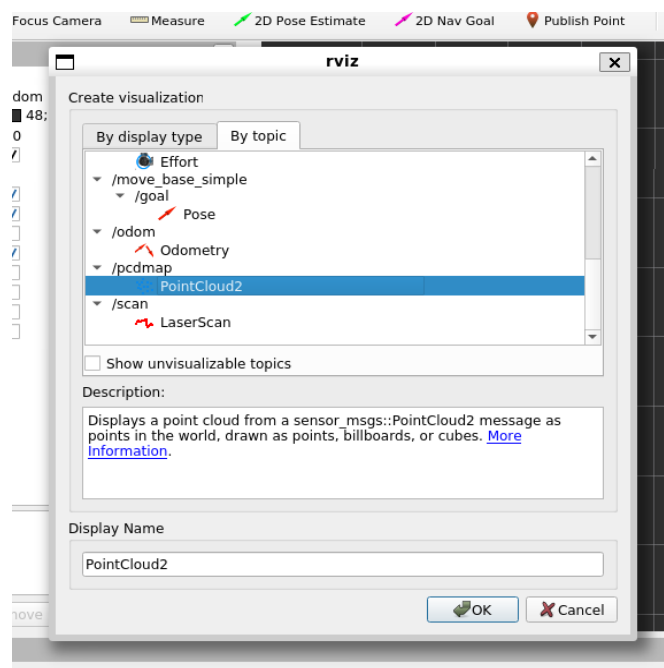 Focus Camera Measure 2D Pose Estimate 2D Nav Goal Publish Point
rviz
dom
48;
0
Create visualization
By display type By topic
Effort
/move_base_simple
/goal
Pose
/odom
Odometry
/pcdmap
PointCloud2
/scan
LaserScan
Show unvisualizable topics
Description:
Displays a point cloud from a sensor_msgs::PointCloud2 message as
points in the world, drawn as points, billboards, or cubes. More
Information.
Display Name
PointCloud2
move
OK Cancel